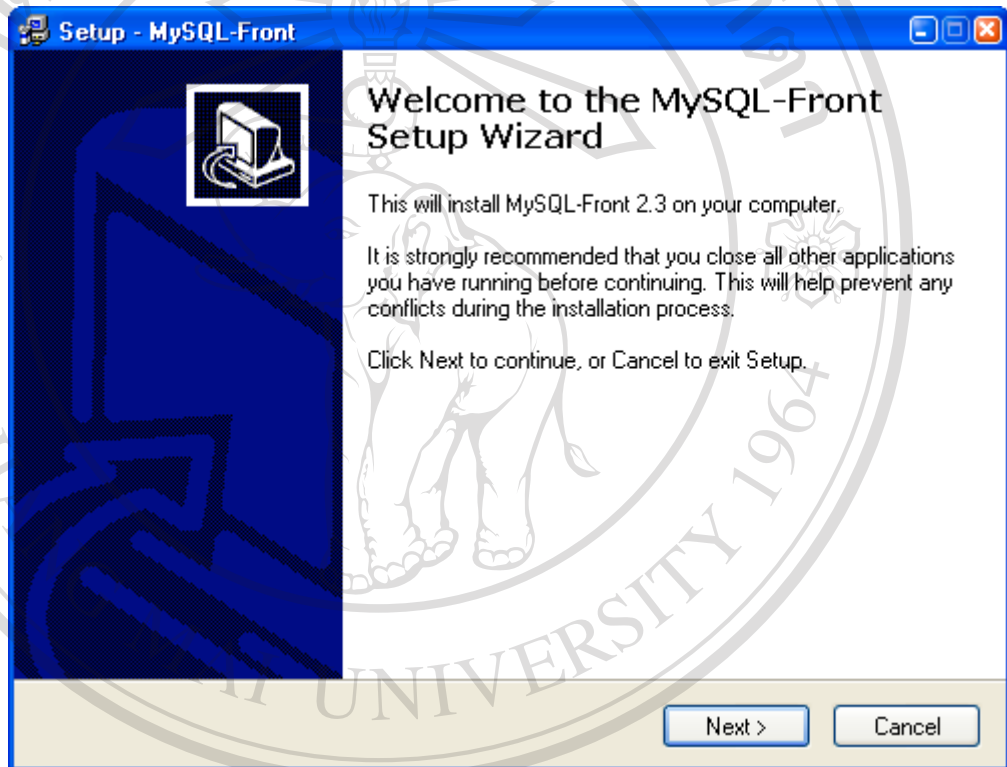 Setup - MySQL-Front
Welcome to the MySQL-Front
Setup Wizard
This will install MySQL-Front 2.3 on your computer.
It is strongly recommended that you close all other applications
you have running before continuing. This will help prevent any
conflicts during the installation process.
Click Next to continue, or Cancel to exit Setup.
Next >
Cancel
UNIVERSITY 1964